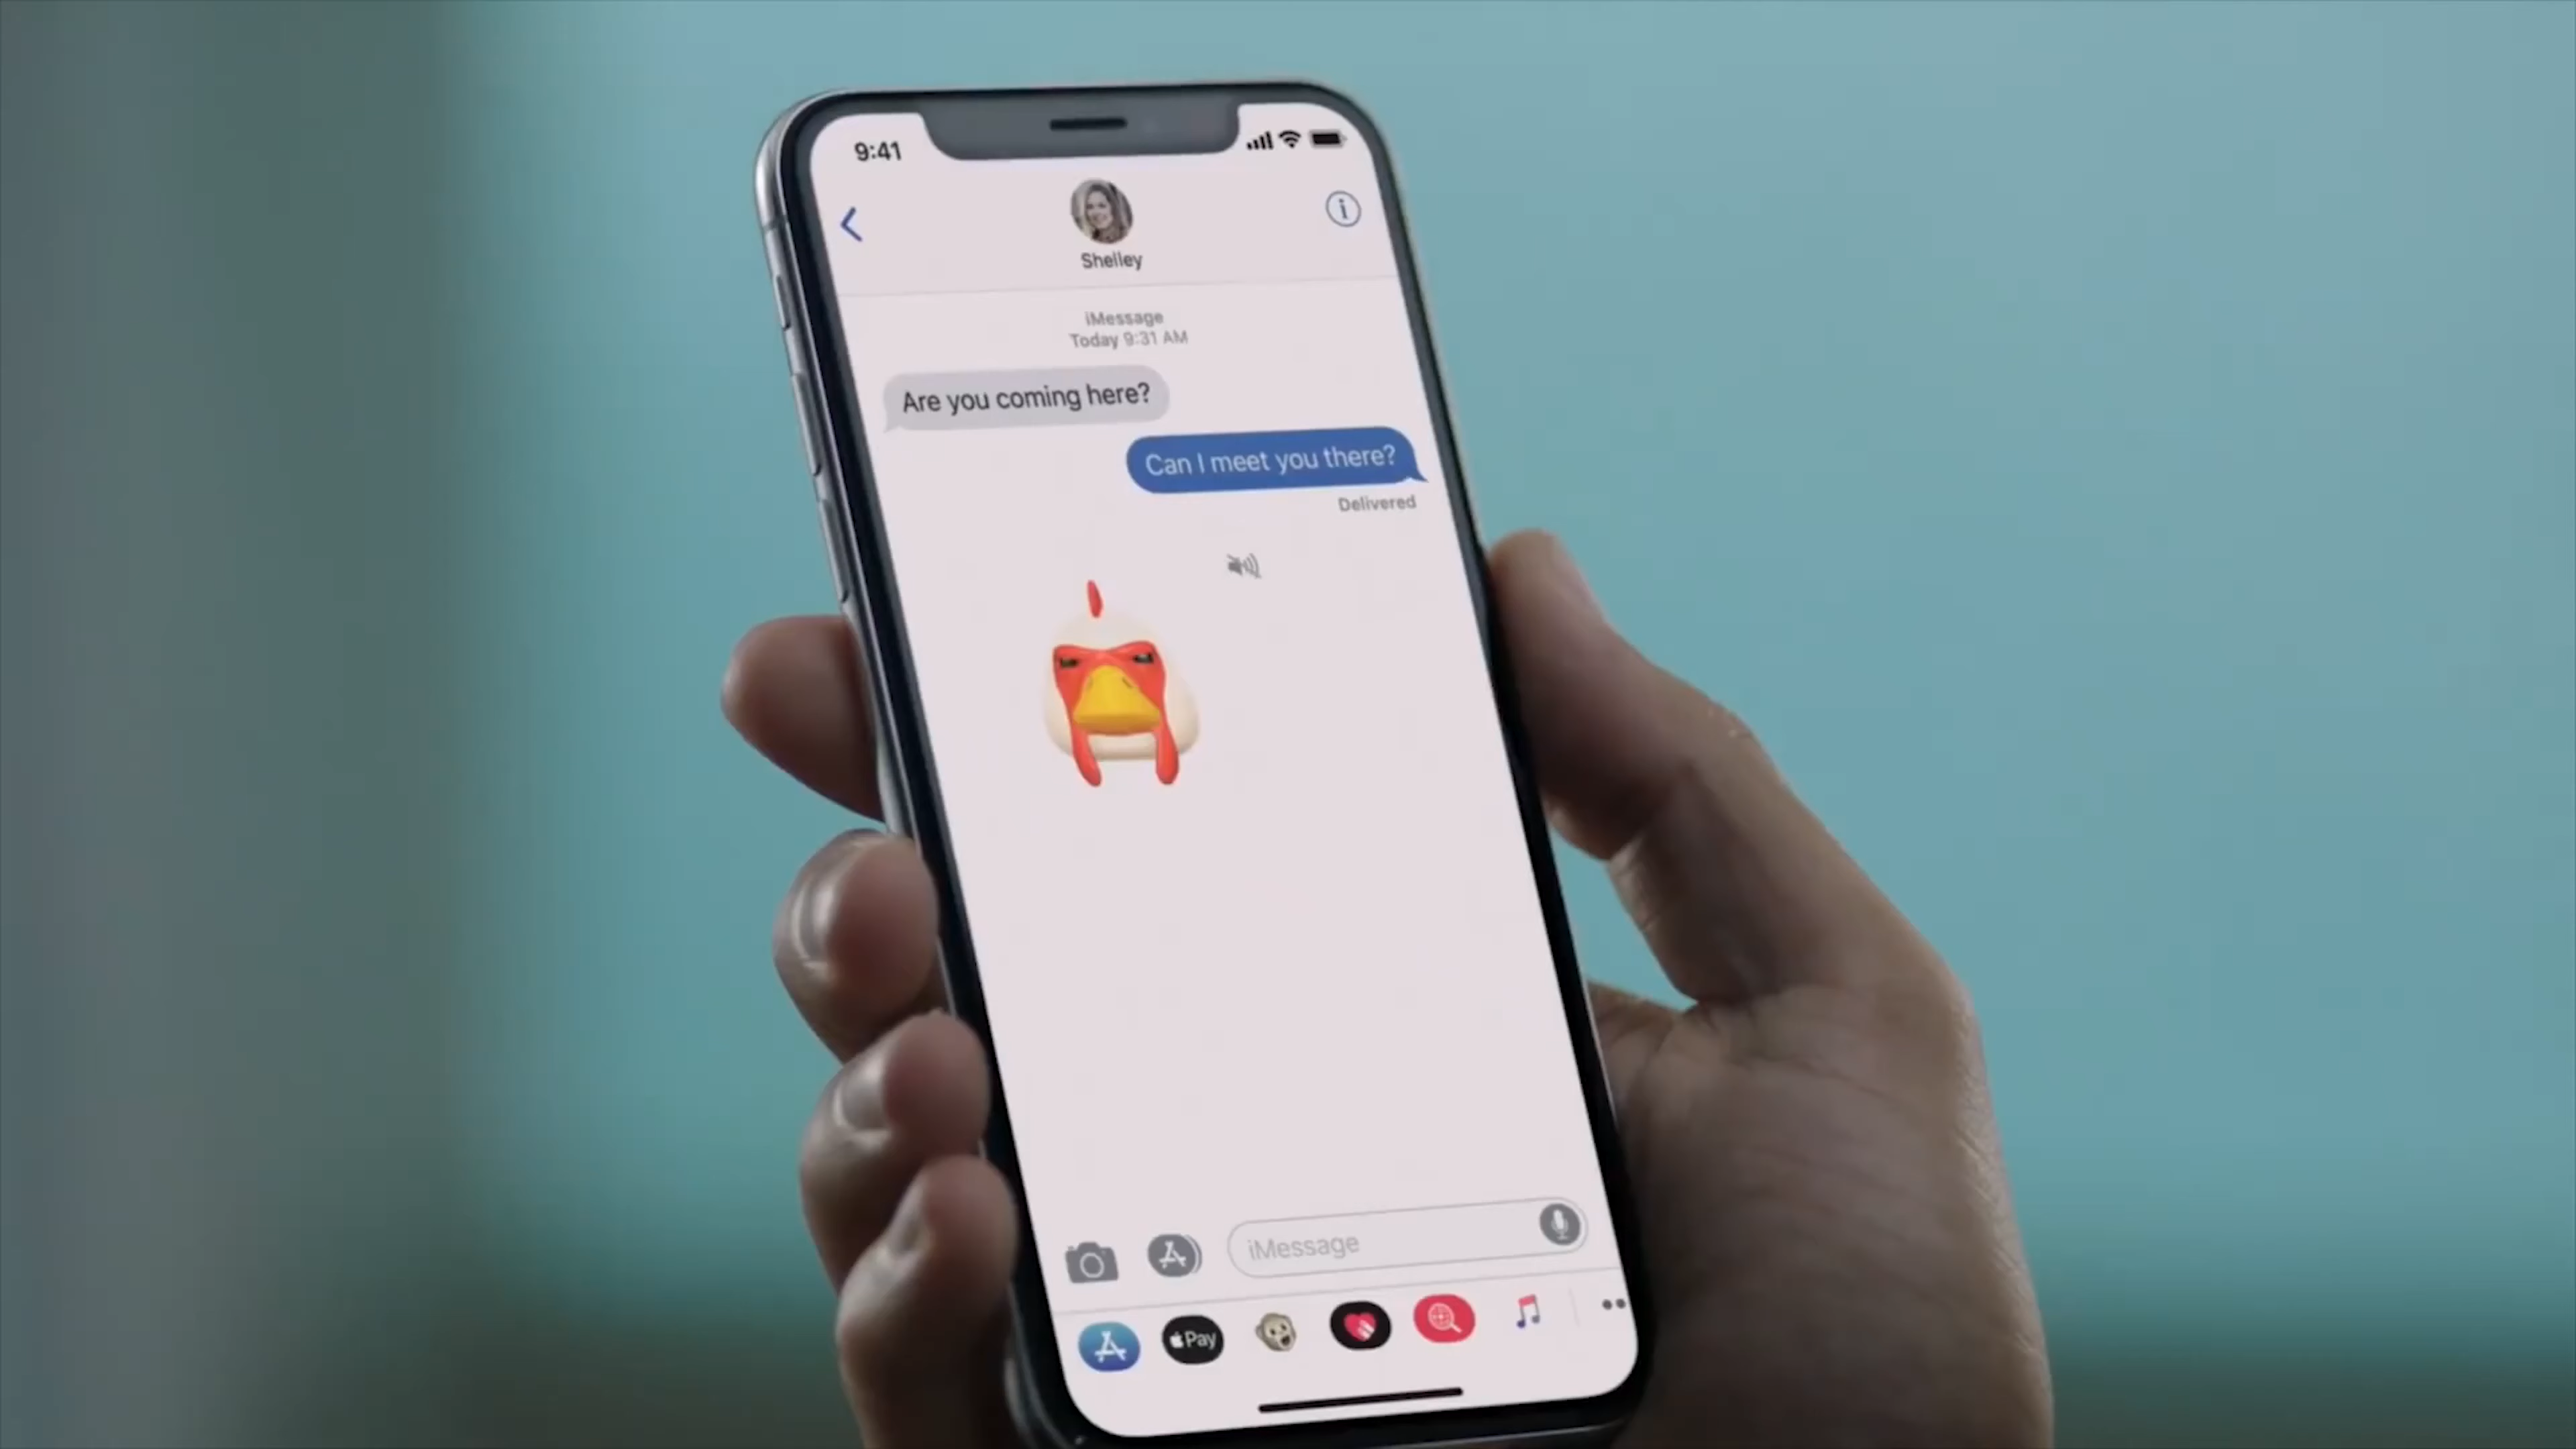 9:41
Shelley
iMessage
Today 9:31 AM
Are you coming here?
Can I meet you there?
Delivered
iMessage
Pay